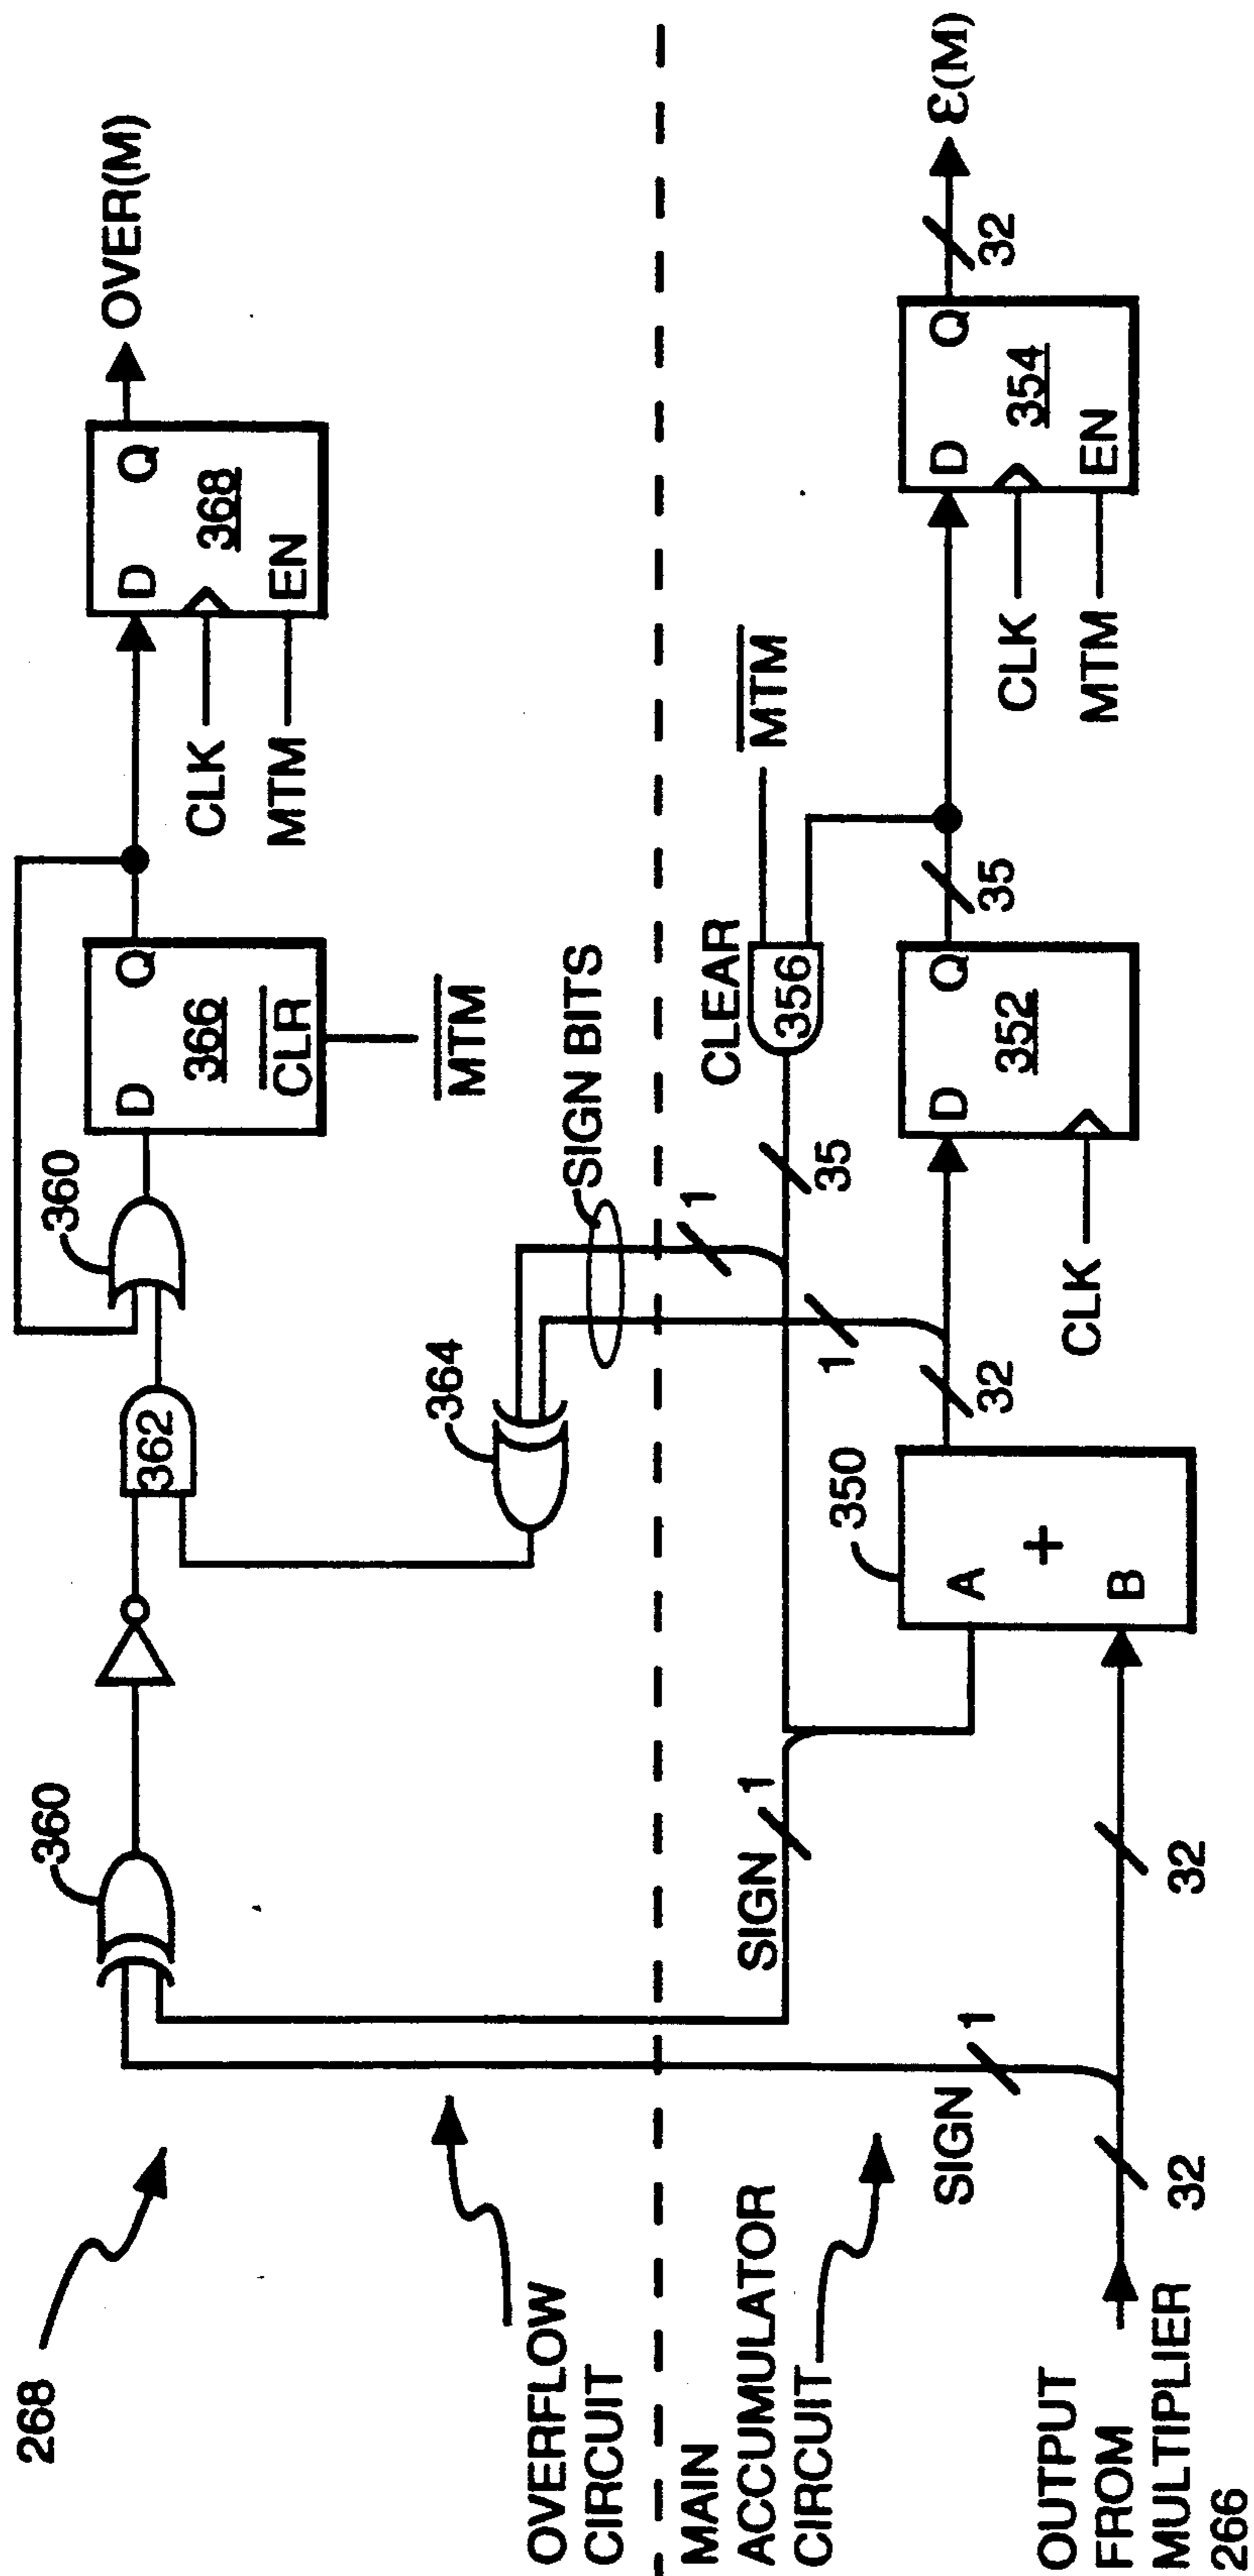 268
OVERFLOW
CIRCUIT
360
362
360
D
Q
366
CLR
MTM
D
Q
368
EN
CLK
MTM
OVER(M)
364
SIGN BITS
MAIN
ACCUMULATOR
CIRCUIT
SIGN
1
1
1
35
CLEAR
356
MTM
OUTPUT
FROM
MULTIPLIER
266
32
SIGN
1
32
350
A
+
B
32
D
Q
352
CLK
35
D
Q
354
EN
CLK
MTM
32
ε(M)